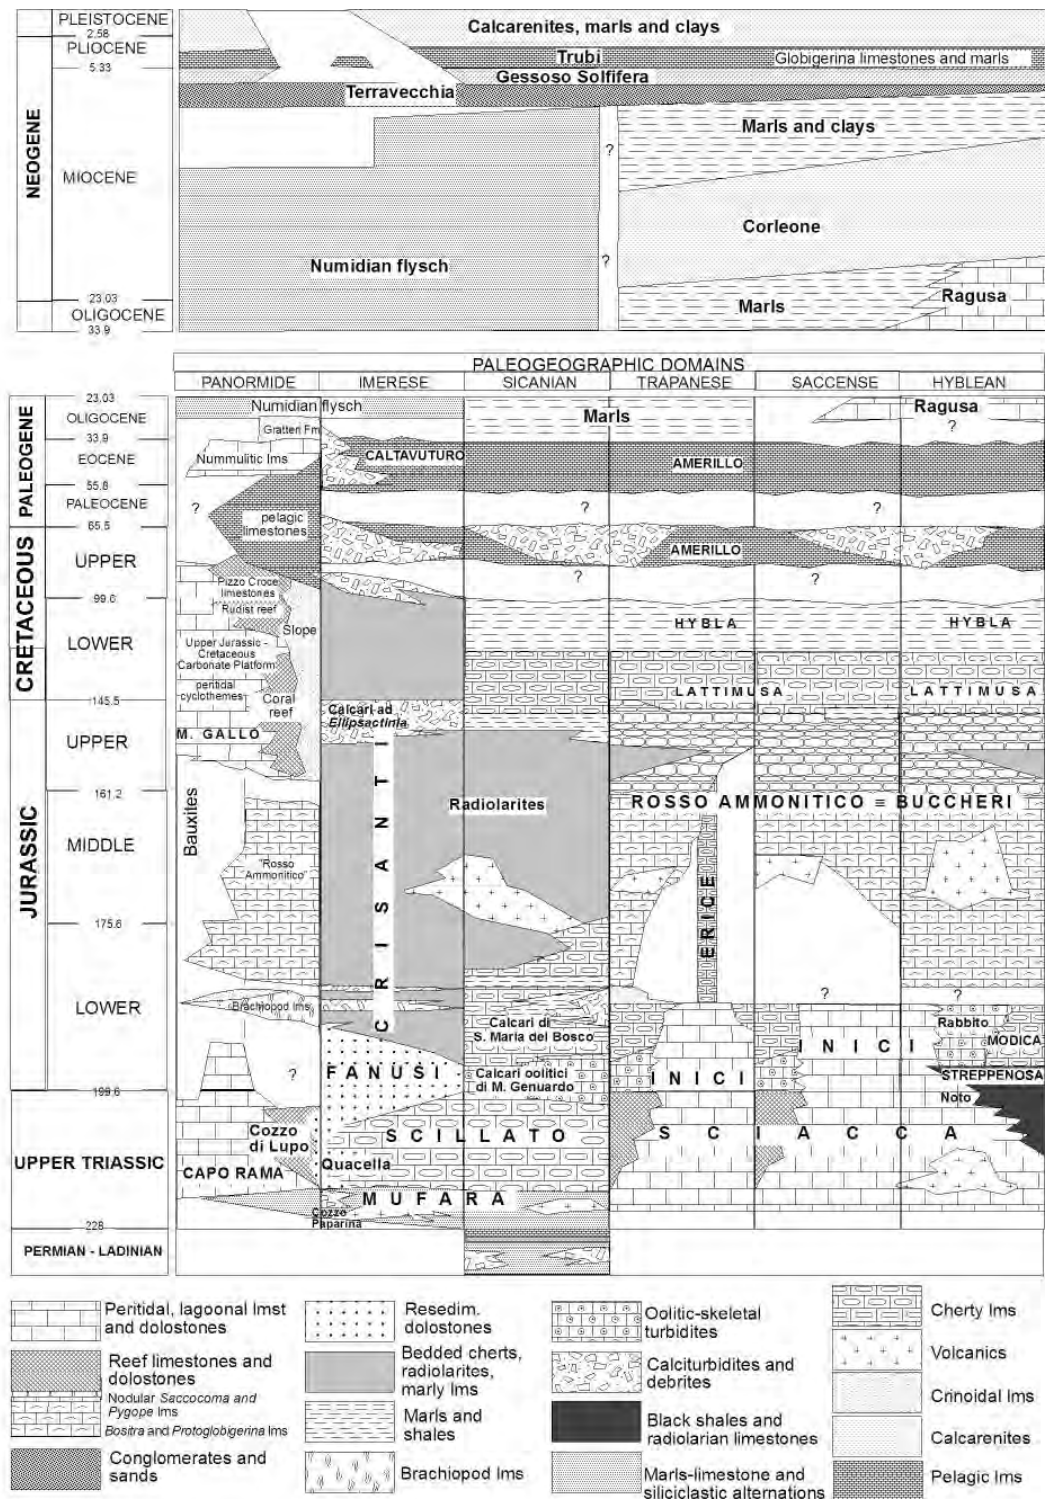 PLEISTOCENE
2.58
PLIOCENE
5.33
NEOGENE
MIOCENE
23.03
OLIGOCENE
33.9
Calcarenites, marls and clays
Trubi
Globigerina limestones and marls
Gessoso Solfifera
Terravecchia
Marls and clays
?
Corleone
Numidian flysch
?
Marls
Ragusa
PALEOGEOGRAPHIC DOMAINS
PANORMIDE
IMERESE
SICANIAN
TRAPANESE
SACCENSE
HYBLEAN
PALEOGENE
23.03
OLIGOCENE
33.9
EOCENE
55.8
PALEOCENE
65.5
CRETACEOUS
UPPER
99.6
LOWER
145.5
JURASSIC
UPPER
161.2
MIDDLE
175.6
LOWER
199.6
UPPER TRIASSIC
228
PERMIAN - LADINIAN
Numidian flysch
Gratteri Fm
Marls
Ragusa
?
Nummulitic lms
CALTAVUTURO
AMERILLO
?
?
?
pelagic
limestones
AMERILLO
?
?
Pizzo Croce
limestones
Rudist reef
Slope
HYBLA
HYBLA
Upper Jurassic -
Cretaceous
Carbonate Platform
peritidal
cyclothemes
Coral
reef
LATTIMUSA
LATTIMUSA
Calcari ad
Ellipsactinia
M. GALLO
CRISANTI
Radiolarites
ROSSO AMMONITICO = BUCCHERI
Bauxites
"Rosso
Ammonitico"
ERICE
?
?
Brachiopod lms
Calcari di
S. Maria del Bosco
Rabbito
MODICA
INICI
?
FANUSI
Calcari oolitici
di M. Genuardo
INICI
STREPPENOSA
Noto
Cozzo
di Lupo
SCILLATO
SCIACCA
CAPO RAMA
Quacella
MUFARA
Cozzo
Paparina
Peritidal, lagoonal lmst
and dolostones
Reef limestones and
dolostones
Nodular Saccocoma and
Pygope lms
Bositra and Protoglobigerina lms
Conglomerates and
sands
Resedim.
dolostones
Bedded cherts,
radiolarites,
marly lms
Marls and
shales
Brachiopod lms
Oolitic-skeletal
turbidites
Calciturbidites and
debrites
Black shales and
radiolarian limestones
Marls-limestone and
siliciclastic alternations
Cherty lms
Volcanics
Crinoidal lms
Calcarenites
Pelagic lms